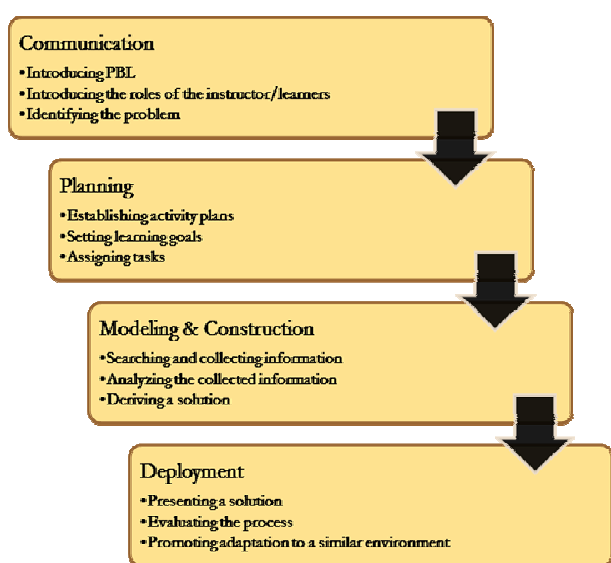 Communication
•Introducing PBL
•Introducing the roles of the instructor/learners
•Identifying the problem
Planning
•Establishing activity plans
•Setting learning goals
•Assigning tasks
Modeling & Construction
•Searching and collecting information
•Analyzing the collected information
•Deriving a solution
Deployment
•Presenting a solution
•Evaluating the process
•Promoting adaptation to a similar environment